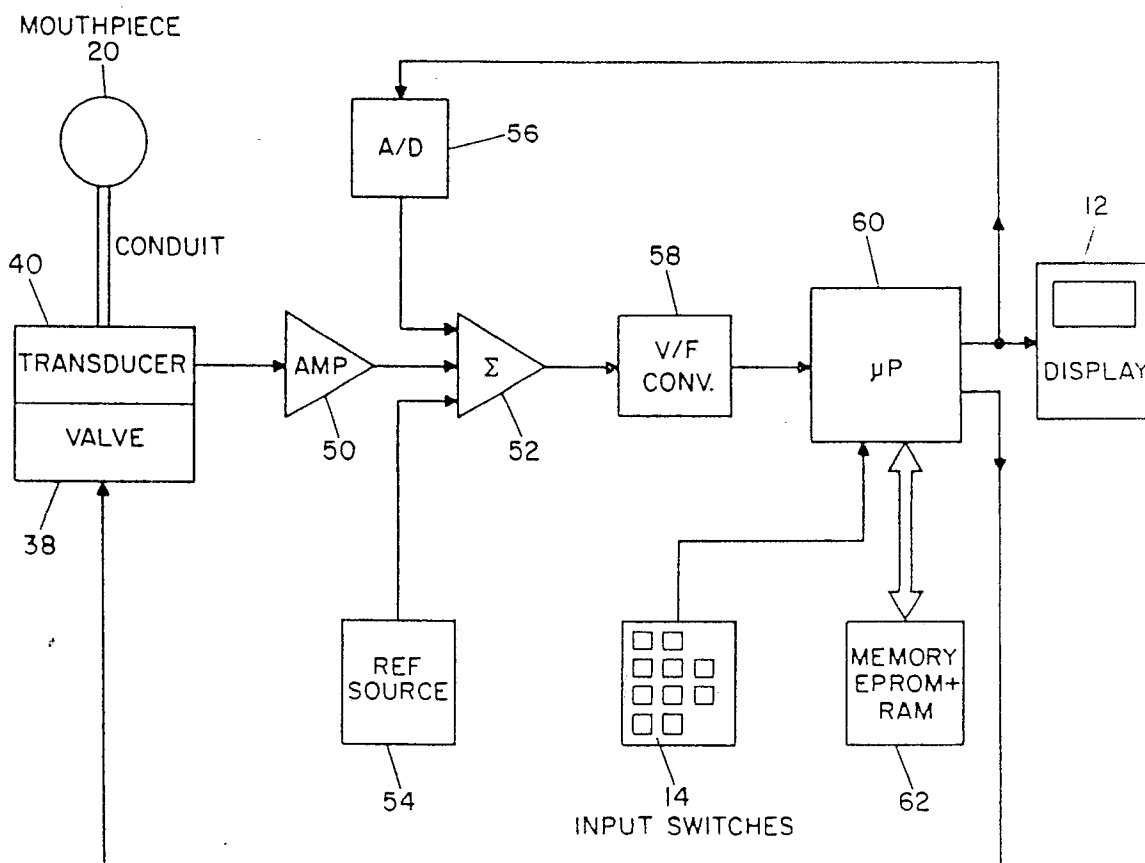 MOUTHPIECE
20
A/D
56
CONDUIT
40
TRANSDUCER
VALVE
38
AMP
50
Σ
52
58
V/F
CONV.
60
μP
12
DISPLAY
REF
SOURCE
54
14
INPUT SWITCHES
MEMORY
EPROM+
RAM
62